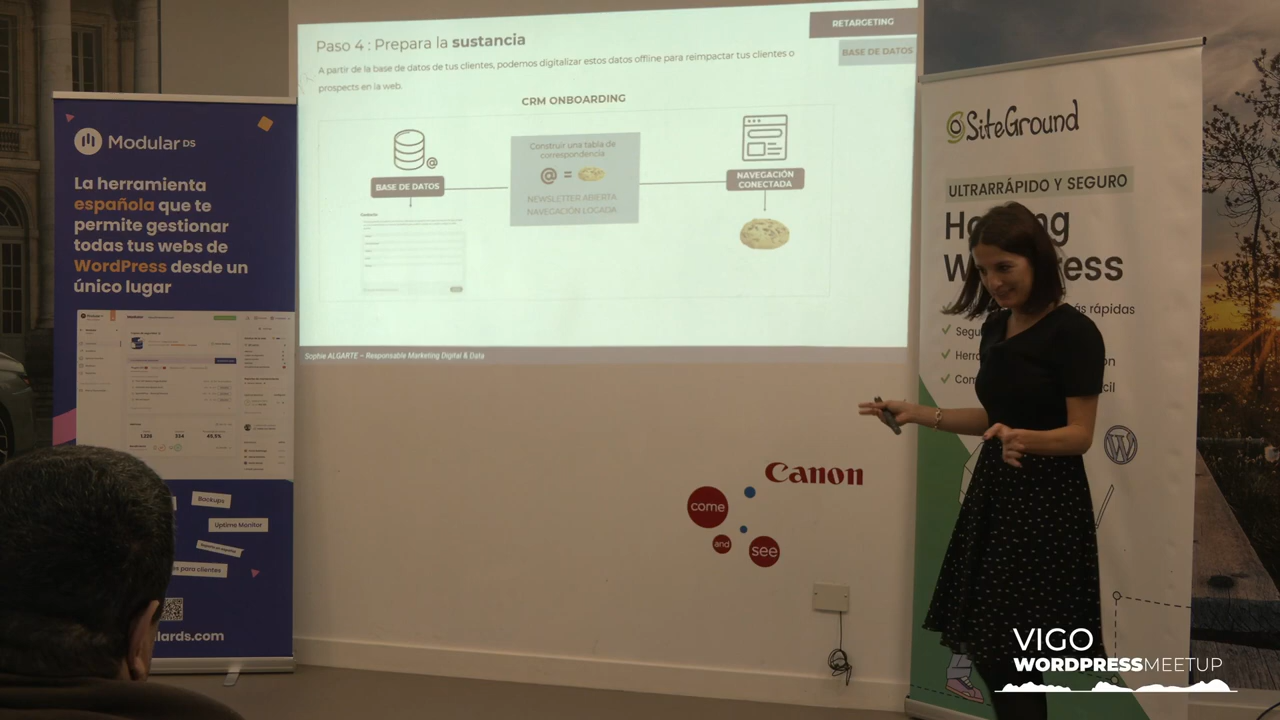 Paso 4 : Prepara la sustancia
A partir de la base de datos de tus clientes, podemos digitalizar estos datos offline para reimpactar tus clientes o
prospects en la web.
RETARGETING
BASE DE DATOS
CRM ONBOARDING
BASE DE DATOS
Construir una tabla de
correspondencia
@ =
NEWSLETTER ABIERTA
NAVEGACIÓN LOGADA
NAVEGACIÓN
CONECTADA
Sophie ALGARTE – Responsable Marketing Digital & Data
Modular DS
La herramienta
española que te
permite gestionar
todas tus webs de
WordPress desde un
único lugar
Backups
Uptime Monitor
para clientes
lards.com
SiteGround
ULTRARRÁPIDO Y SEGURO
Canon
come
and
see
VIGO
WORDPRESSMEETUP